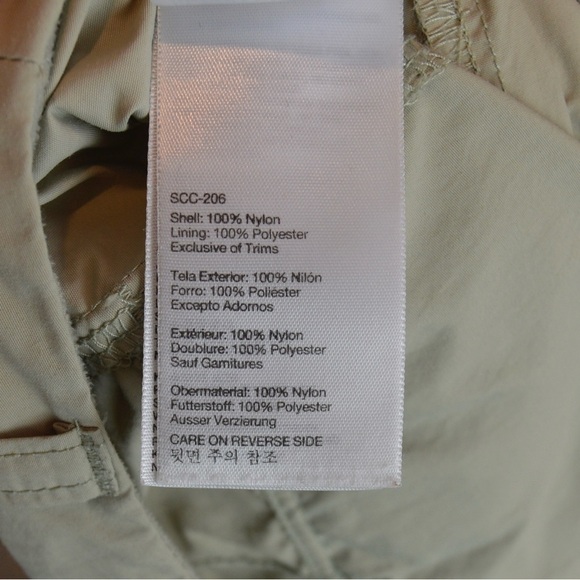 SCC-206
Shell: 100% Nylon
Lining: 100% Polyester
Exclusive of Trims
Tela Exterior: 100% Nilón
Forro: 100% Poliéster
Excepto Adornos
Extérieur: 100% Nylon
Doublure: 100% Polyester
Sauf Garnitures
Obermaterial: 100% Nylon
Futterstoff: 100% Polyester
Ausser Verzierung
CARE ON REVERSE SIDE
뒷면 주의 참조